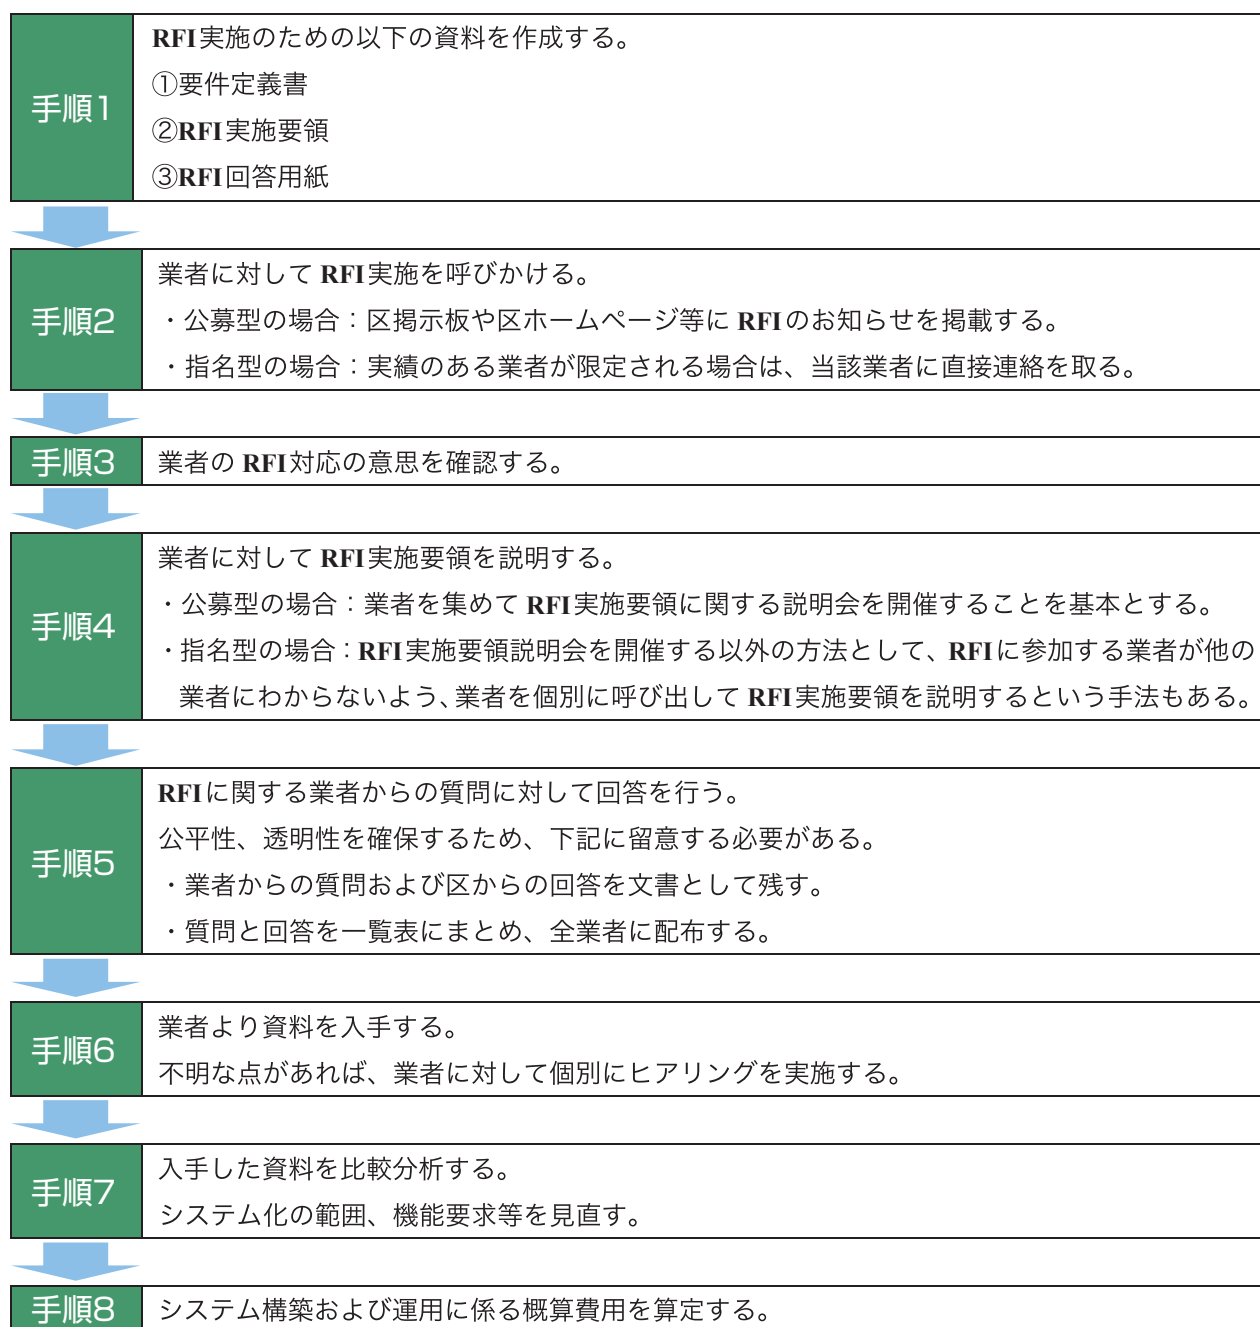 手順1
RFI実施のための以下の資料を作成する。
①要件定義書
②RFI実施要領
③RFI回答用紙
手順2
業者に対して RFI実施を呼びかける。
・公募型の場合：区掲示板や区ホームページ等に RFIのお知らせを掲載する。
・指名型の場合：実績のある業者が限定される場合は、当該業者に直接連絡を取る。
手順3
業者の RFI対応の意思を確認する。
手順4
業者に対して RFI実施要領を説明する。
・公募型の場合：業者を集めて RFI実施要領に関する説明会を開催することを基本とする。
・指名型の場合：RFI実施要領説明会を開催する以外の方法として、RFIに参加する業者が他の
業者にわからないよう、業者を個別に呼び出して RFI実施要領を説明するという手法もある。
手順5
RFIに関する業者からの質問に対して回答を行う。
公平性、透明性を確保するため、下記に留意する必要がある。
・業者からの質問および区からの回答を文書として残す。
・質問と回答を一覧表にまとめ、全業者に配布する。
手順6
業者より資料を入手する。
不明な点があれば、業者に対して個別にヒアリングを実施する。
手順7
入手した資料を比較分析する。
システム化の範囲、機能要求等を見直す。
手順8
システム構築および運用に係る概算費用を算定する。